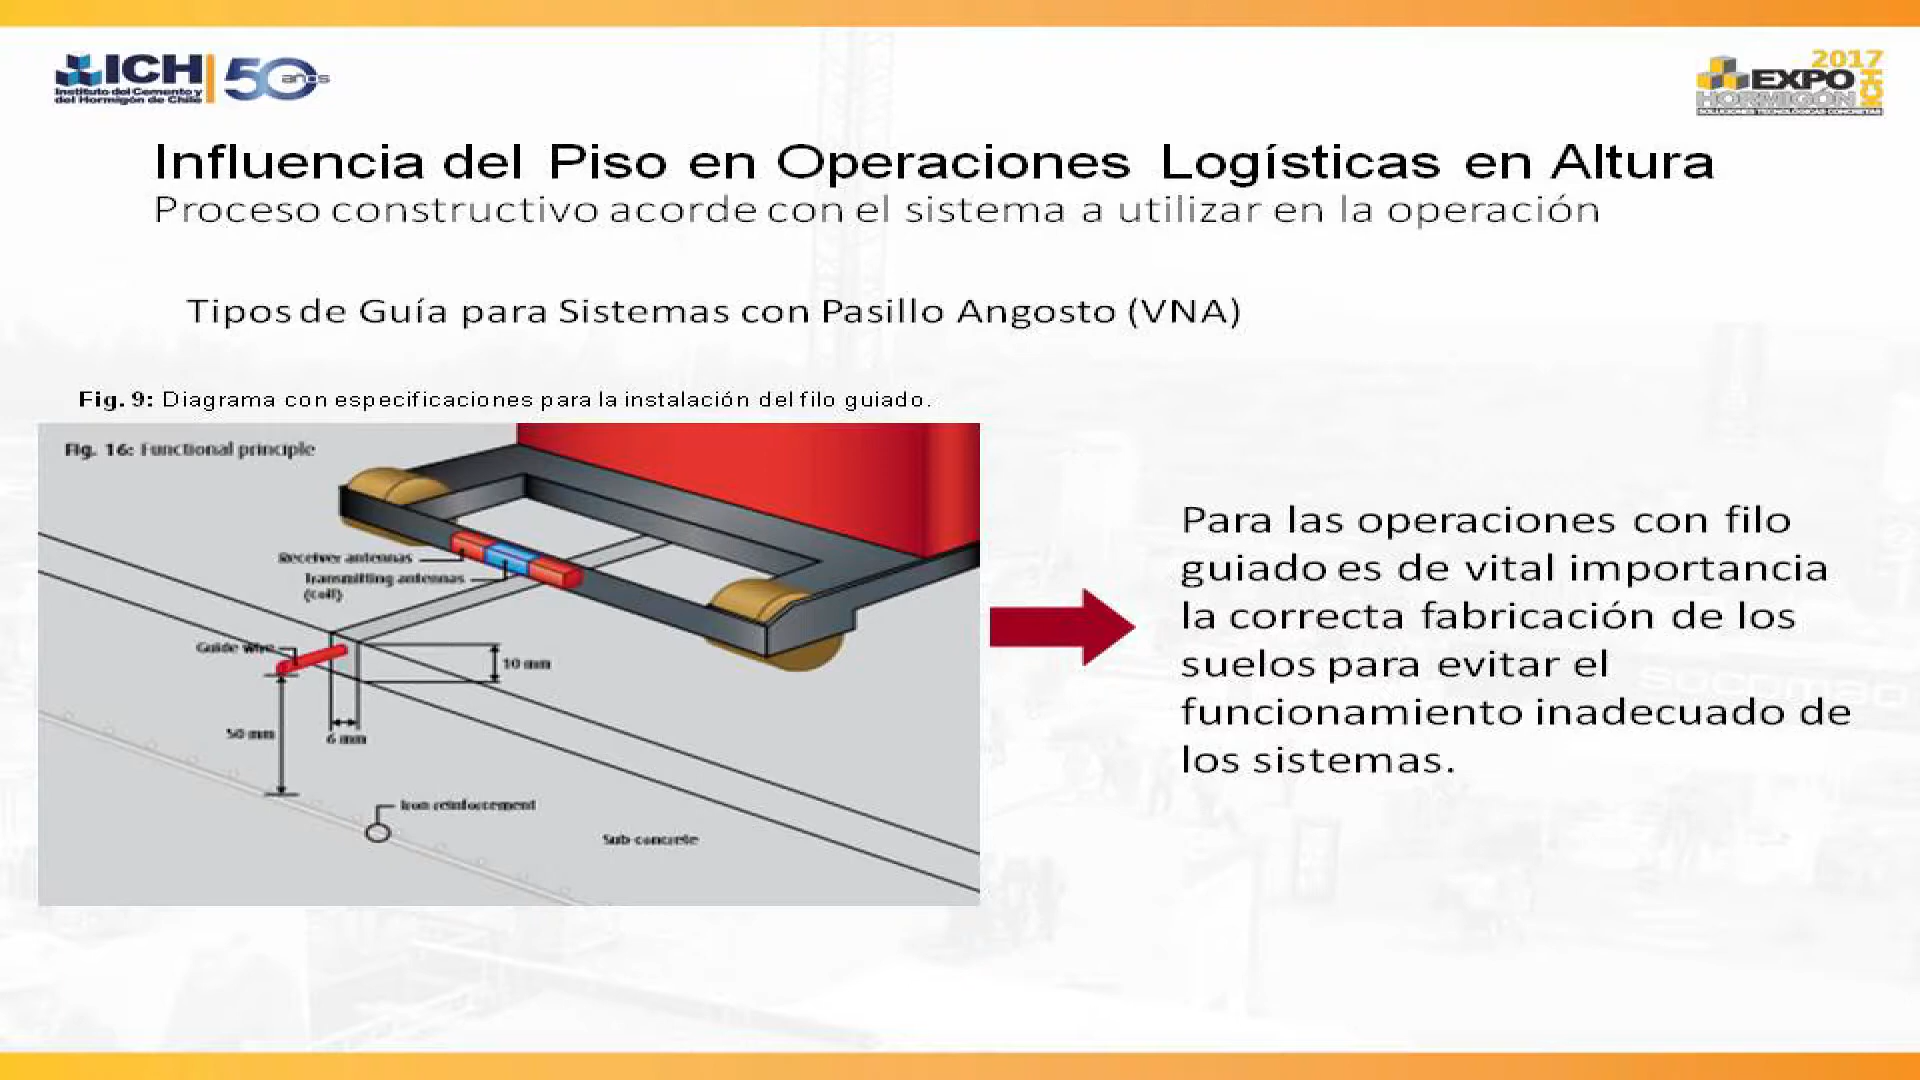 ICH 50 años
Instituto del Cemento y
del Hormigón de Chile
2017
EXPO
HORMIGÓN
ICH
SOLUCIONES TECNOLÓGICAS CONCRETAS
Influencia del Piso en Operaciones Logísticas en Altura
Proceso constructivo acorde con el sistema a utilizar en la operación
Tipos de Guía para Sistemas con Pasillo Angosto (VNA)
Fig. 9: Diagrama con especificaciones para la instalación del filo guiado.
Fig. 16: Functional principle
Receiver antennas
Transmitting antennas
(coil)
Guide wire
10 mm
50 mm
6 mm
Iron reinforcement
Sub-concrete
Para las operaciones con filo
guiado es de vital importancia
la correcta fabricación de los
suelos para evitar el
funcionamiento inadecuado de
los sistemas.
socomaq